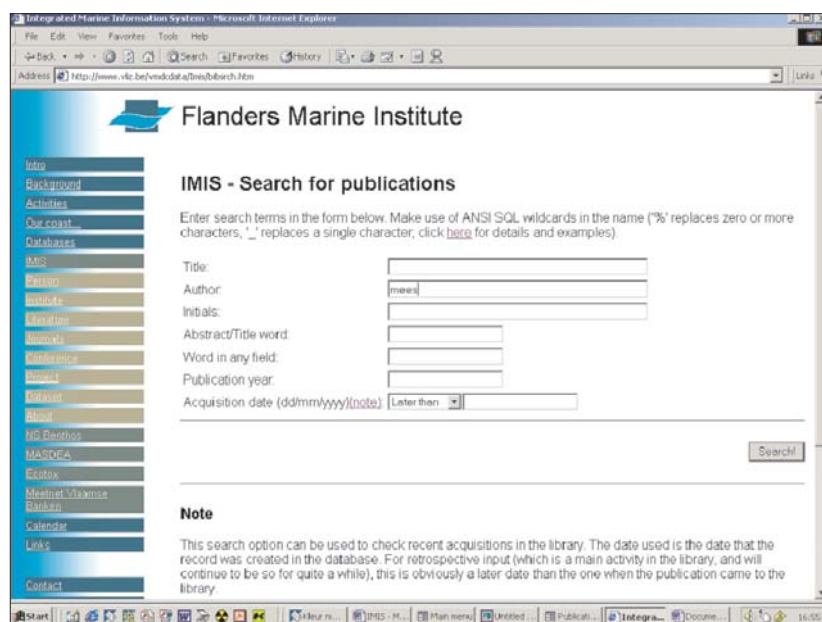 Integrated Marine Information System - Microsoft Internet Explorer
File Edit View Favorites Tools Help
Back Search Favorites History
Address http://www.vliz.be/vmdcdata/Imis/bibsrch.htm Links
Flanders Marine Institute
Intro
Background
Activities
Our coast...
Databases
IMIS
Person
Institute
Literature
Journals
Conference
Project
Dataset
About
NS Benthos
MASDEA
Ecotox
Meetnet Vlaamse
Banken
Calendar
Links
Contact
IMIS - Search for publications
Enter search terms in the form below. Make use of ANSI SQL wildcards in the name ('%' replaces zero or more
characters, '_' replaces a single character; click here for details and examples).
Title:
Author: mees
Initials:
Abstract/Title word:
Word in any field:
Publication year:
Acquisition date (dd/mm/yyyy)(note): Later than
Search!
Note
This search option can be used to check recent acquisitions in the library. The date used is the date that the
record was created in the database. For retrospective input (which is a main activity in the library, and will
continue to be so for quite a while), this is obviously a later date than the one when the publication came to the
library.
Start IMIS - M... Main menu Untitled ... Publicati... Integra... Docume... 16:55